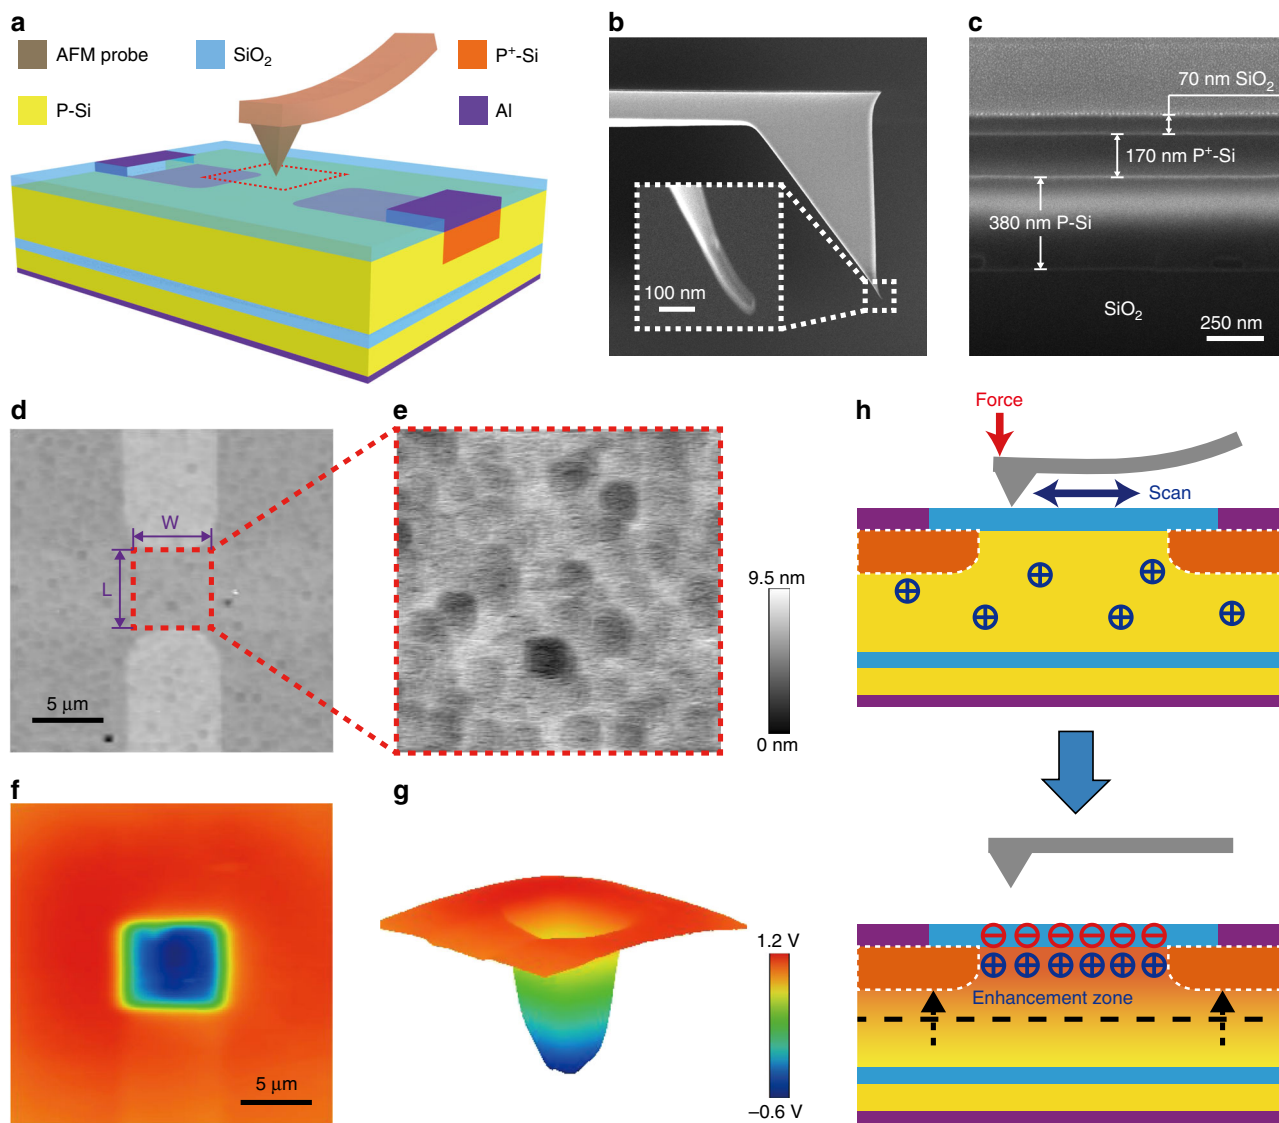 a
AFM probe
SiO₂
P⁺-Si
P-Si
Al
b
100 nm
c
70 nm SiO₂
170 nm P⁺-Si
380 nm P-Si
SiO₂
250 nm
d
W
L
5 μm
e
9.5 nm
0 nm
f
5 μm
g
1.2 V
–0.6 V
h
Force
Scan
Enhancement zone